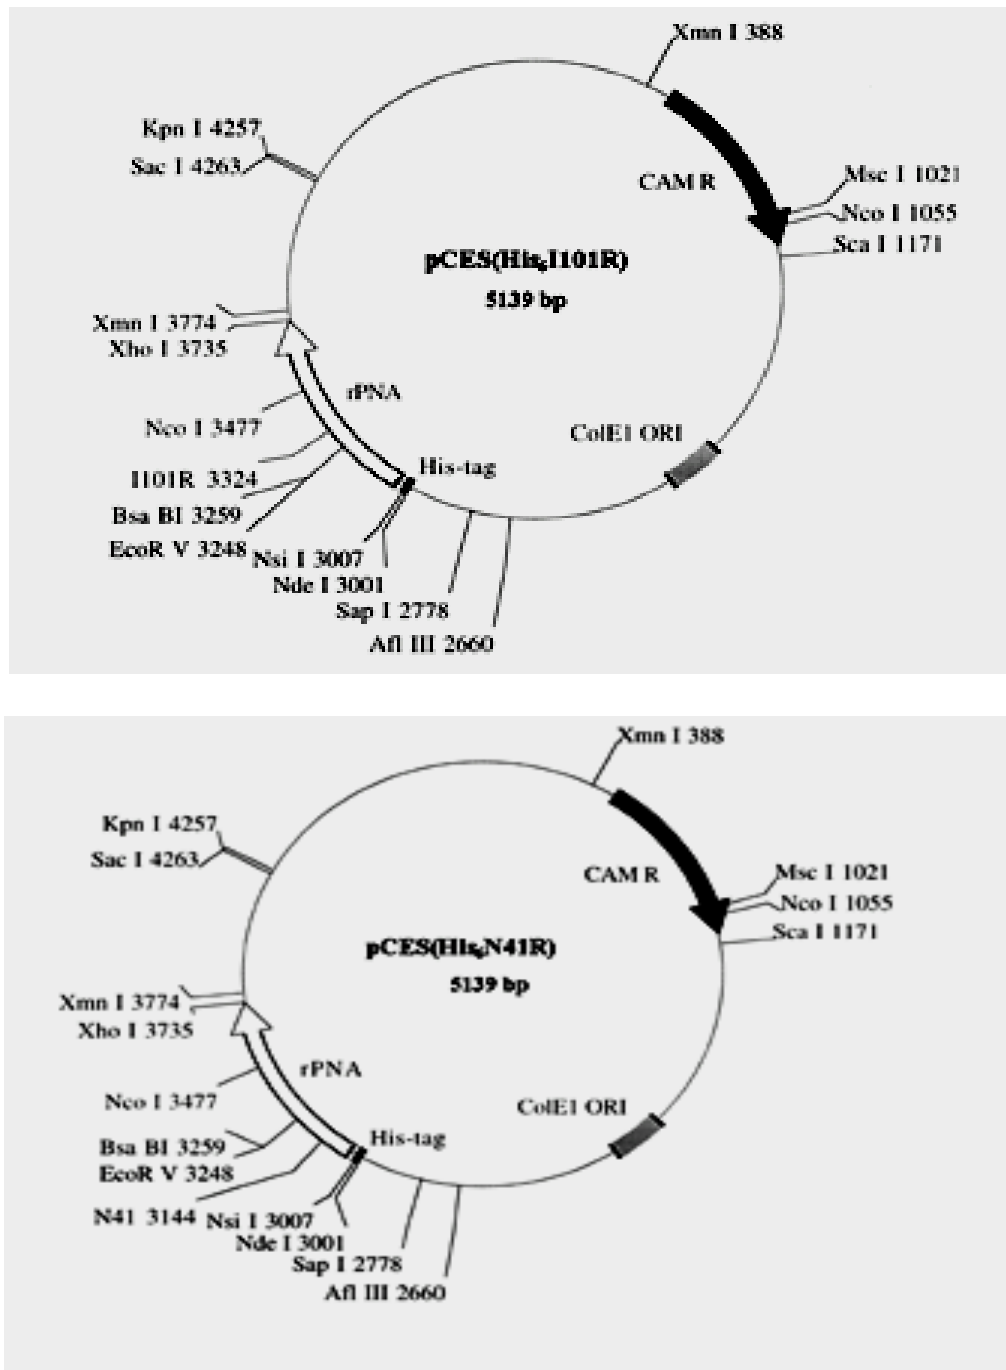 Xmn I 388
Kpn I 4257
Sac I 4263
CAM R
Msc I 1021
Nco I 1055
Sca I 1171
pCES(His6I101R)
5139 bp
Xmn I 3774
Xho I 3735
rPNA
Nco I 3477
ColE1 ORI
I101R 3324
His-tag
Bsa BI 3259
EcoR V 3248
Nsi I 3007
Nde I 3001
Sap I 2778
Afl III 2660
Xmn I 388
Kpn I 4257
Sac I 4263
CAM R
Msc I 1021
Nco I 1055
Sca I 1171
pCES(His6N41R)
5139 bp
Xmn I 3774
Xho I 3735
rPNA
Nco I 3477
ColE1 ORI
Bsa BI 3259
His-tag
EcoR V 3248
N41 3144
Nsi I 3007
Nde I 3001
Sap I 2778
Afl III 2660